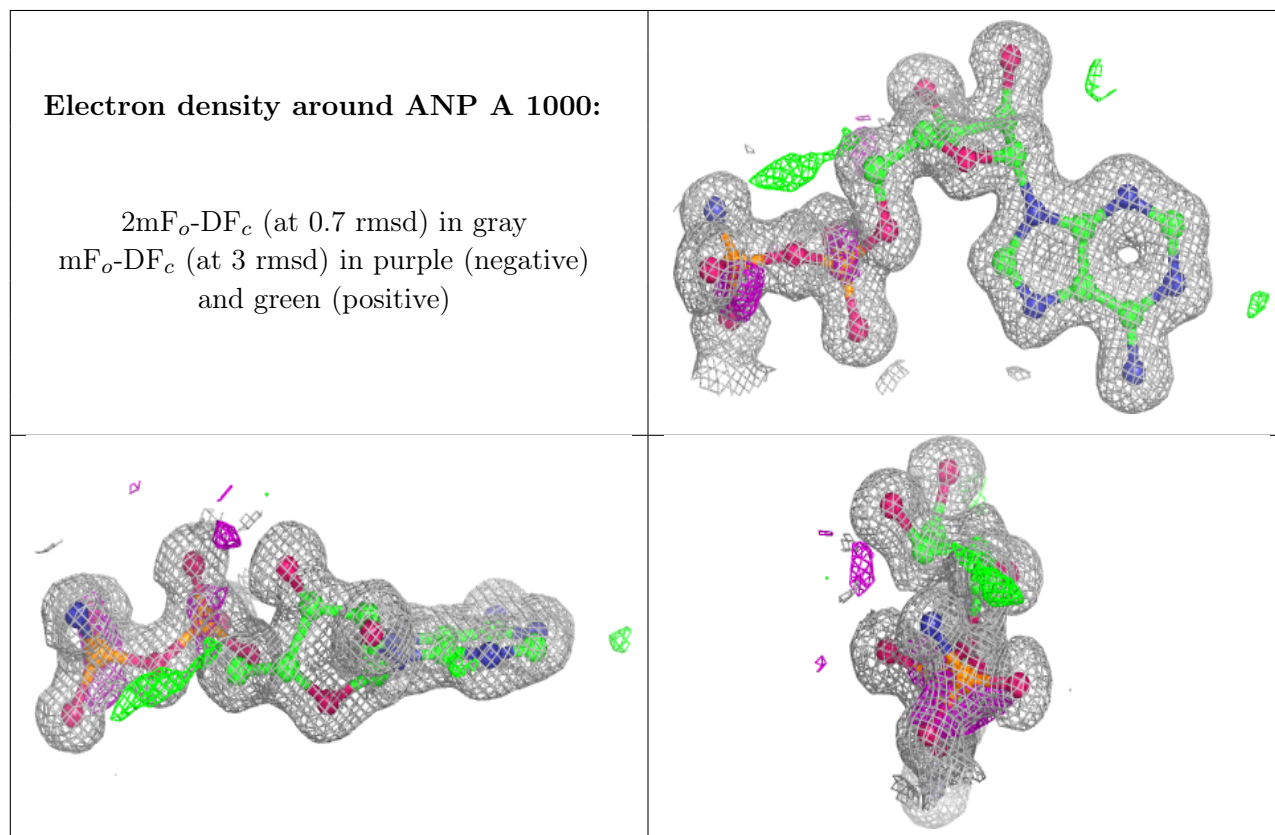 Electron density around ANP A 1000:
2mFₒ-DF𝒸 (at 0.7 rmsd) in gray
mFₒ-DF𝒸 (at 3 rmsd) in purple (negative)
and green (positive)